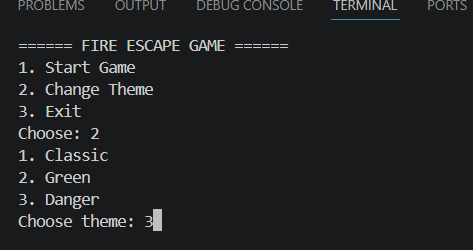 PROBLEMS OUTPUT DEBUG CONSOLE TERMINAL PORTS
====== FIRE ESCAPE GAME ======
1. Start Game
2. Change Theme
3. Exit
Choose: 2
1. Classic
2. Green
3. Danger
Choose theme: 3